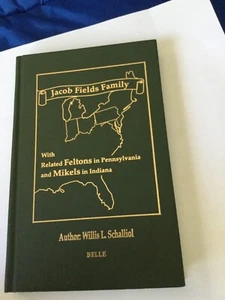 Jacob Fields Family
With
Related Feltons in Pennsylvania
and Mikels in Indiana
Author: Willis L. Schalliol
BELLE